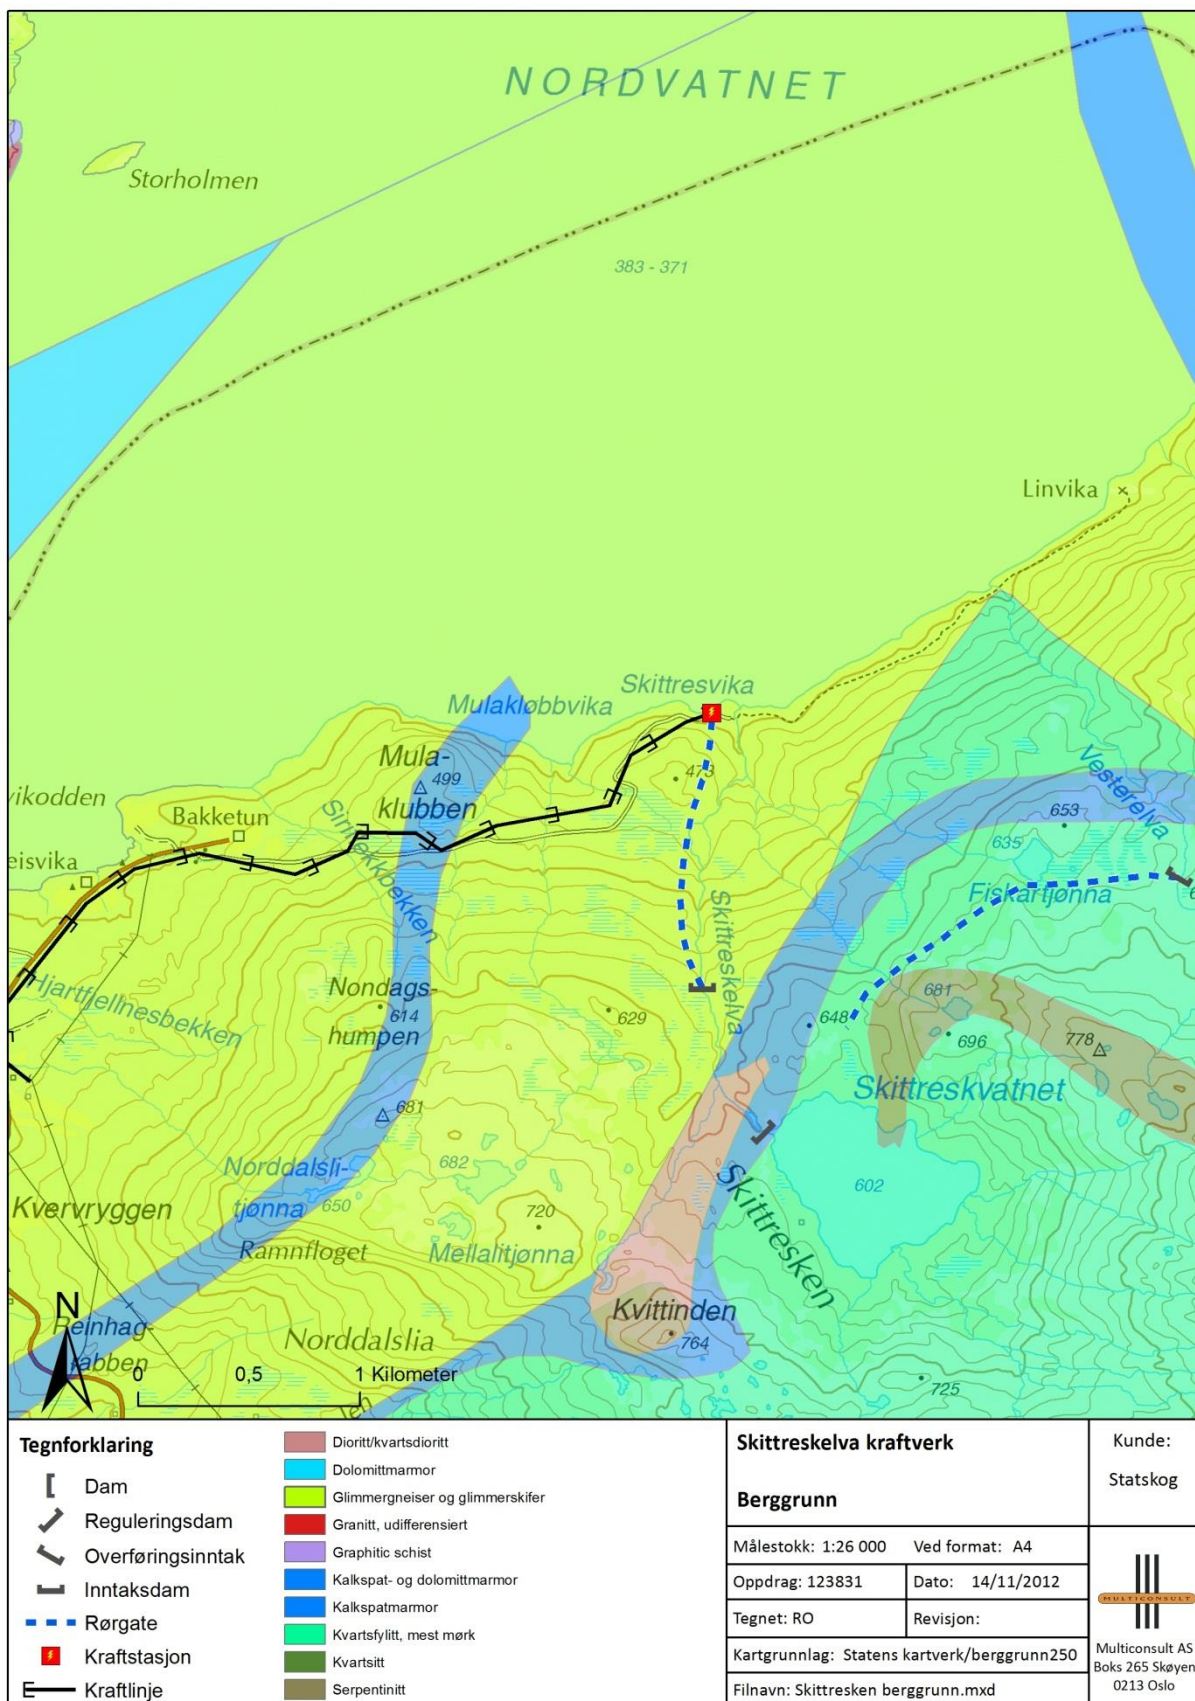 NORDVATNET
Storholmen
383 - 371
Linvika
Skittresvika
Mulakløbbvika
Mula-
klubben
499
473
Vesterelva
653
635
vikodden
Bakketun
eisvika
Fiskartjønna
6
Skittreskelva
Hjartfjellnesbekken
Nondags-
humpen
614
629
648
681
696
778
Skittreskvatnet
681
682
602
Norddalsli-
tjønna
650
720
Kvervryggen
Ramnfloget
Mellalitjønna
Skittresken
Kvittinden
764
725
N
Reinhag-
rabben
Norddalslia
0 0,5 1 Kilometer
Tegnforklaring
Dam
Reguleringsdam
Overføringsinntak
Inntaksdam
Rørgate
Kraftstasjon
Kraftlinje
Dioritt/kvartsdioritt
Dolomittmarmor
Glimmergneiser og glimmerskifer
Granitt, udifferensiert
Graphitic schist
Kalkspat- og dolomittmarmor
Kalkspatmarmor
Kvartsfylitt, mest mørk
Kvartsitt
Serpentinitt
Skittreskelva kraftverk
Berggrunn
Målestokk: 1:26 000 Ved format: A4
Oppdrag: 123831 Dato: 14/11/2012
Tegnet: RO Revisjon:
Kartgrunnlag: Statens kartverk/berggrunn250
Filnavn: Skittresken berggrunn.mxd
Kunde:
Statskog
MULTICONSULT
Multiconsult AS
Boks 265 Skøyen
0213 Oslo